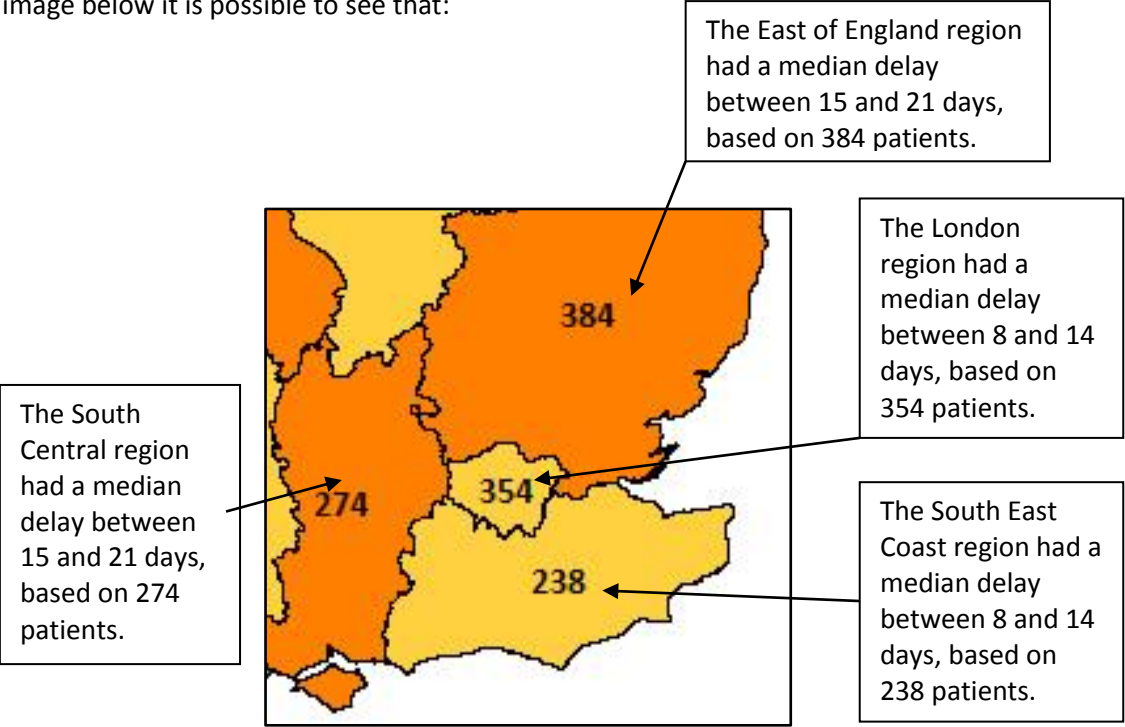 image below it is possible to see that:
The East of England region
had a median delay
between 15 and 21 days,
based on 384 patients.
The London
region had a
median delay
between 8 and 14
days, based on
354 patients.
384
The South
Central region
had a median
delay between
15 and 21 days,
based on 274
patients.
274
354
238
The South East
Coast region had a
median delay
between 8 and 14
days, based on
238 patients.